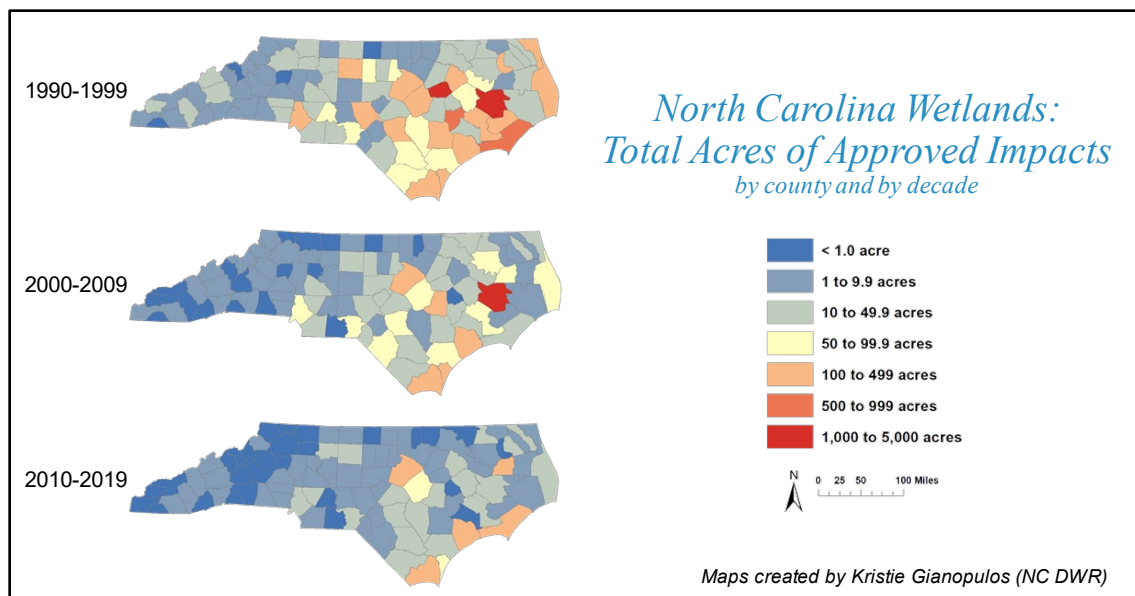 North Carolina Wetlands:
Total Acres of Approved Impacts
by county and by decade
1990-1999
2000-2009
2010-2019
< 1.0 acre
1 to 9.9 acres
10 to 49.9 acres
50 to 99.9 acres
100 to 499 acres
500 to 999 acres
1,000 to 5,000 acres
N
0 25 50 100 Miles
Maps created by Kristie Gianopulos (NC DWR)